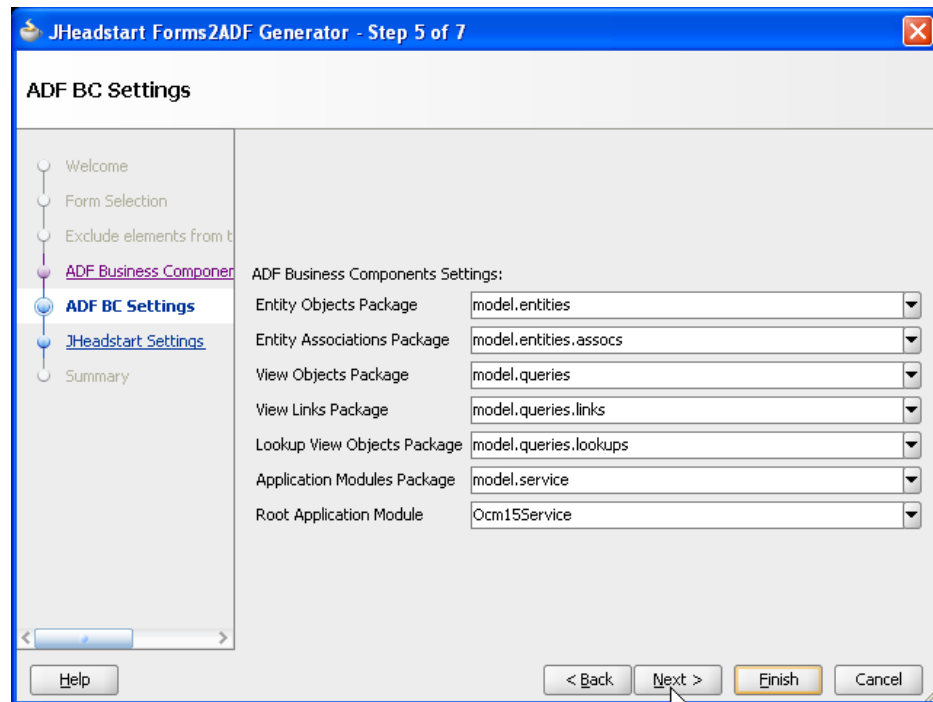 JHeadstart Forms2ADF Generator - Step 5 of 7
ADF BC Settings
Welcome
Form Selection
Exclude elements from t
ADF Business Componer
ADF BC Settings
JHeadstart Settings
Summary
ADF Business Components Settings:
Entity Objects Package model.entities
Entity Associations Package model.entities.assocs
View Objects Package model.queries
View Links Package model.queries.links
Lookup View Objects Package model.queries.lookups
Application Modules Package model.service
Root Application Module Ocm15Service
Help < Back Next > Finish Cancel